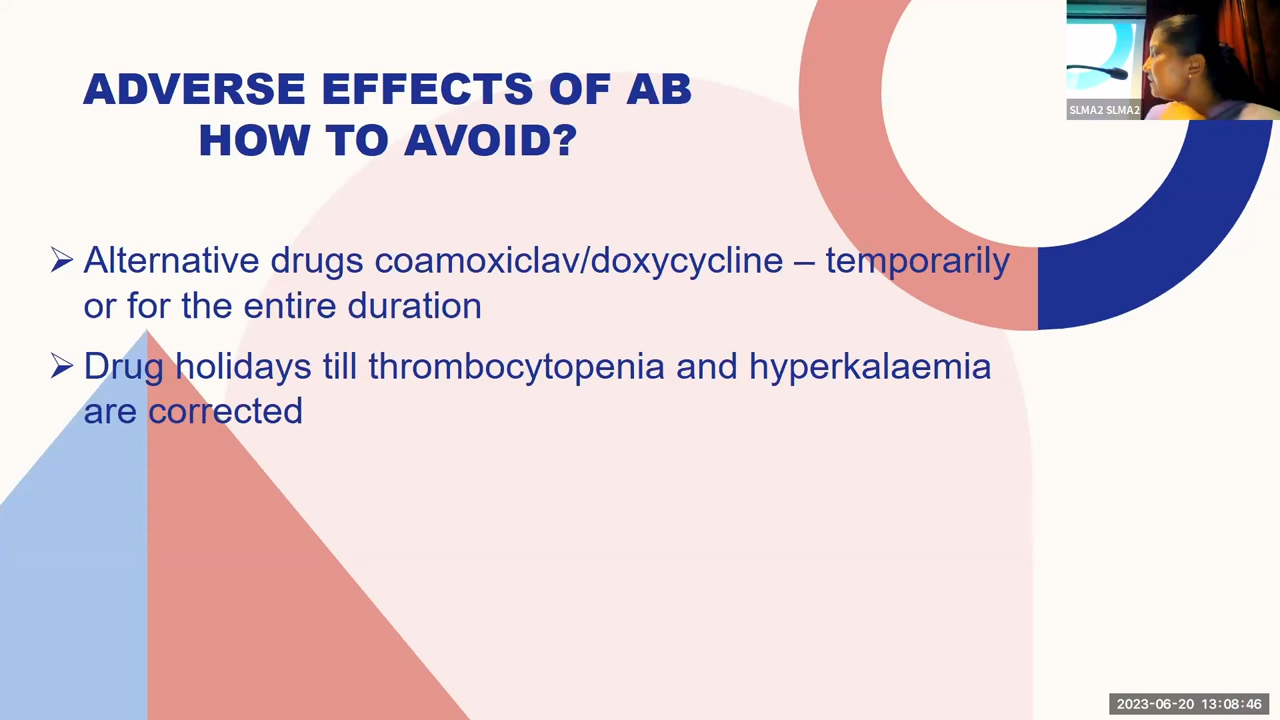 ADVERSE EFFECTS OF AB
HOW TO AVOID?
SLMA2 SLMA2
➢ Alternative drugs coamoxiclav/doxycycline – temporarily
or for the entire duration
➢ Drug holidays till thrombocytopenia and hyperkalaemia
are corrected
2023-06-20 13:08:46